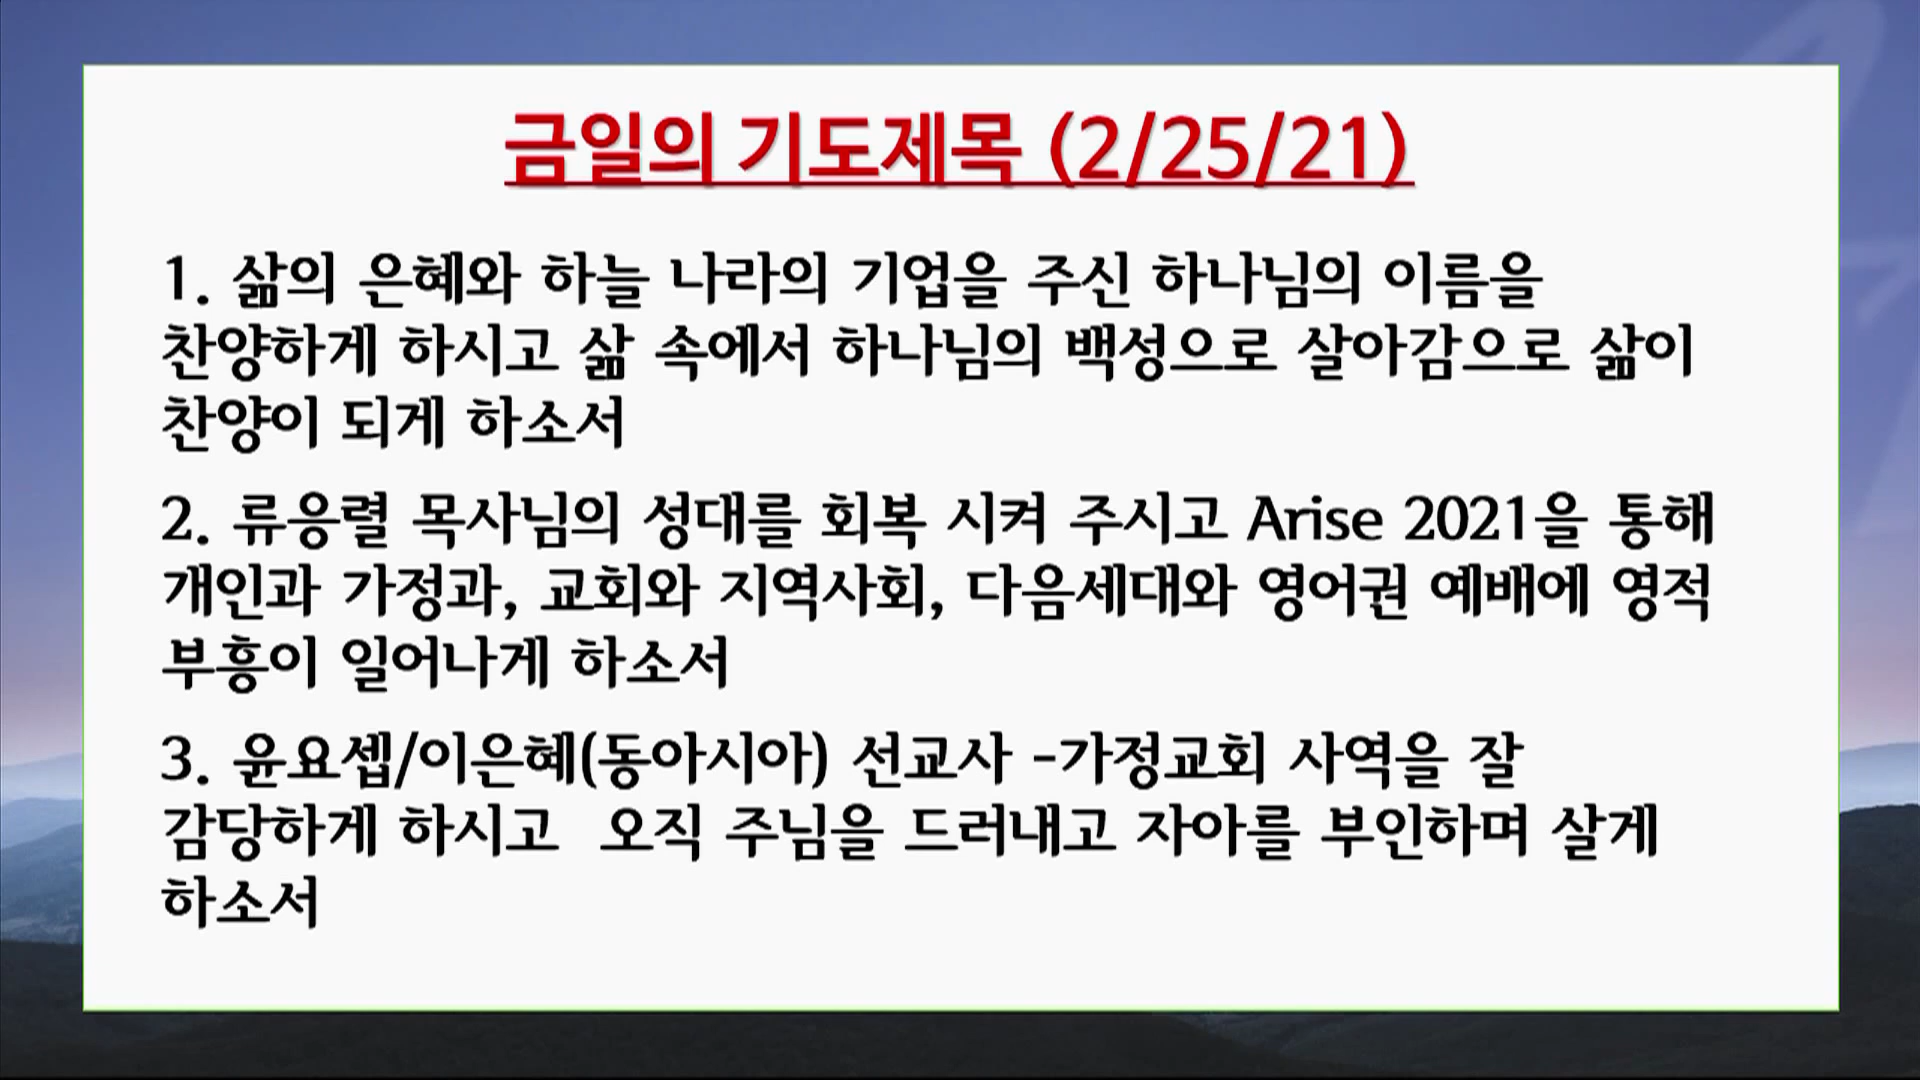 금일의 기도제목 (2/25/21)
1. 삶의 은혜와 하늘 나라의 기업을 주신 하나님의 이름을
찬양하게 하시고 삶 속에서 하나님의 백성으로 살아감으로 삶이
찬양이 되게 하소서
2. 류응렬 목사님의 성대를 회복 시켜 주시고 Arise 2021을 통해
개인과 가정과, 교회와 지역사회, 다음세대와 영어권 예배에 영적
부흥이 일어나게 하소서
3. 윤요셉/이은혜(동아시아) 선교사 -가정교회 사역을 잘
감당하게 하시고  오직 주님을 드러내고 자아를 부인하며 살게
하소서